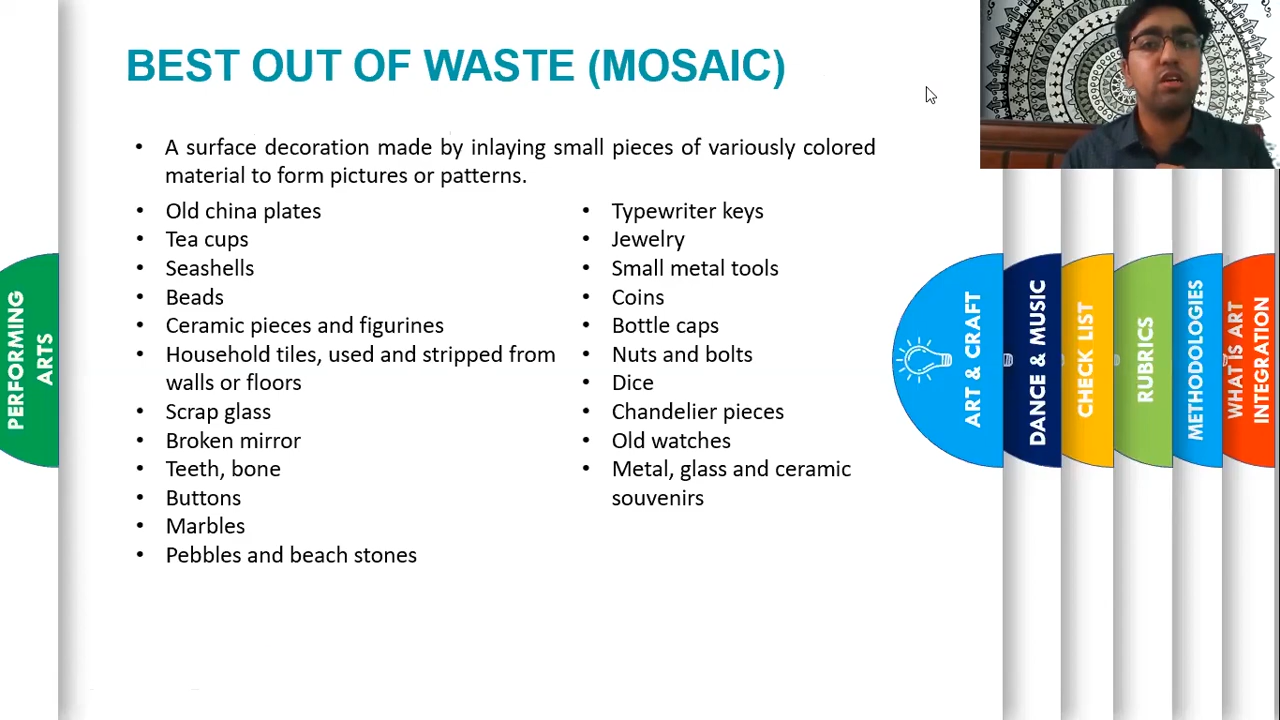 BEST OUT OF WASTE (MOSAIC)
• A surface decoration made by inlaying small pieces of variously colored
material to form pictures or patterns.
• Old china plates
• Tea cups
• Seashells
• Beads
• Ceramic pieces and figurines
• Household tiles, used and stripped from
walls or floors
• Scrap glass
• Broken mirror
• Teeth, bone
• Buttons
• Marbles
• Pebbles and beach stones
• Typewriter keys
• Jewelry
• Small metal tools
• Coins
• Bottle caps
• Nuts and bolts
• Dice
• Chandelier pieces
• Old watches
• Metal, glass and ceramic
souvenirs
PERFORMING
ARTS
ART & CRAFT
DANCE & MUSIC
CHECK LIST
RUBRICS
METHODOLOGIES
WHAT IS ART
INTEGRATION